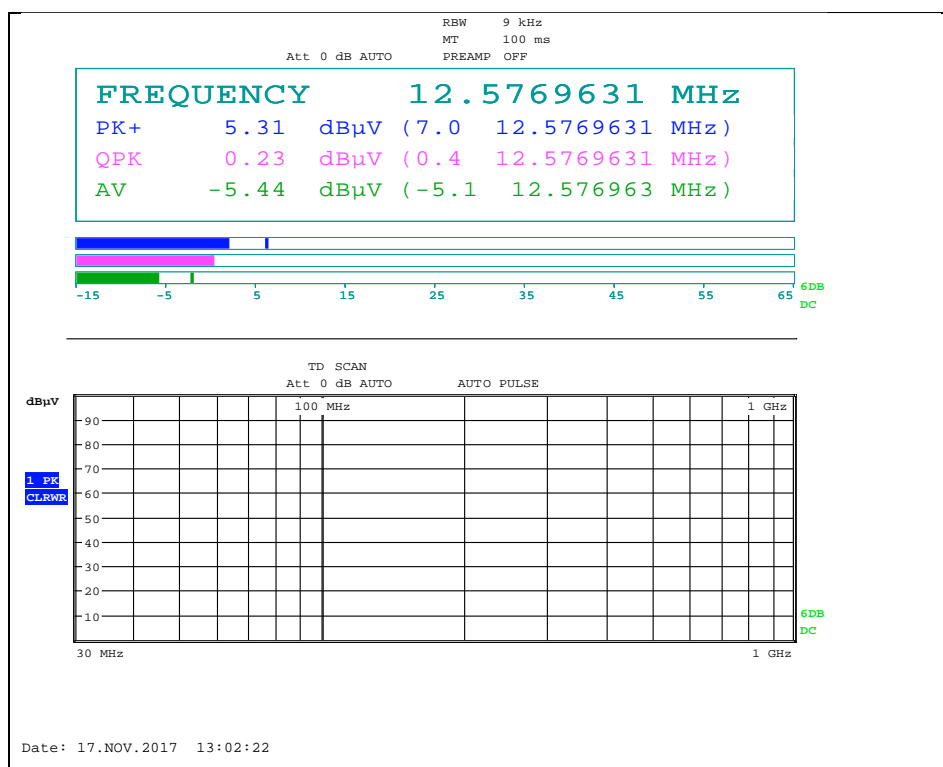 RBW 9 kHz
MT 100 ms
Att 0 dB AUTO PREAMP OFF
FREQUENCY 12.5769631 MHz
PK+ 5.31 dBµV (7.0 12.5769631 MHz)
QPK 0.23 dBµV (0.4 12.5769631 MHz)
AV -5.44 dBµV (-5.1 12.576963 MHz)
-15 -5 5 15 25 35 45 55 65
6DB
DC
TD SCAN
Att 0 dB AUTO AUTO PULSE
dBµV
100 MHz 1 GHz
90
80
70
1 PK
60
CLRWR
50
40
30
20
10
6DB
DC
30 MHz 1 GHz
Date: 17.NOV.2017 13:02:22